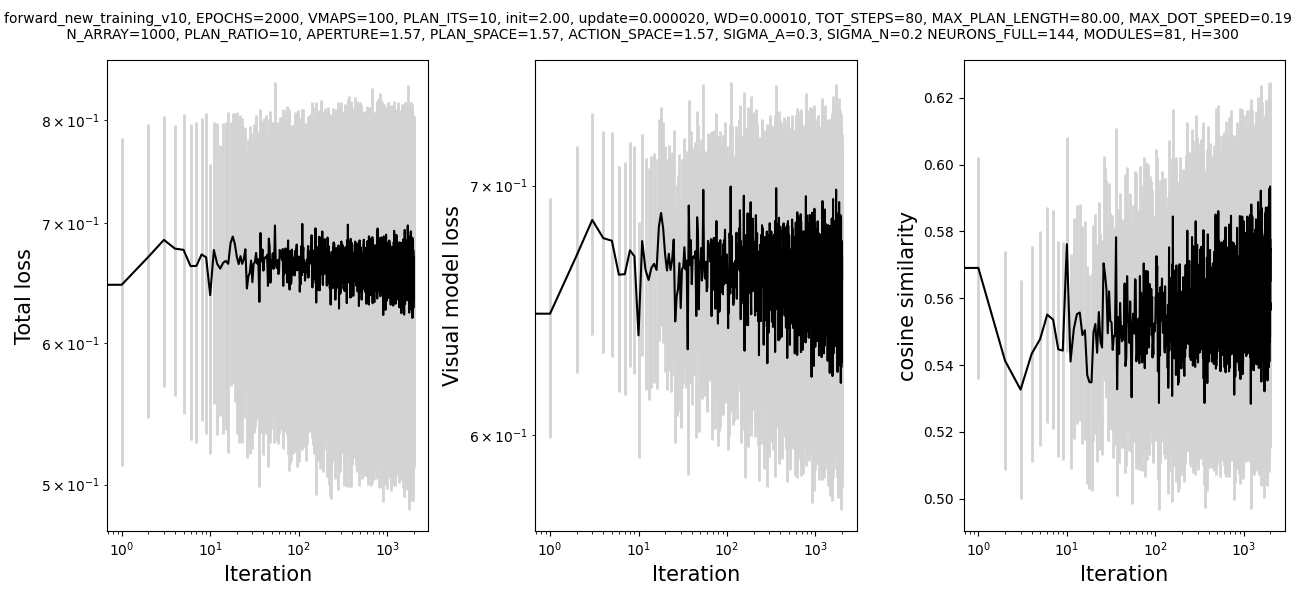 forward_new_training_v10, EPOCHS=2000, VMAPS=100, PLAN_ITS=10, init=2.00, update=0.000020, WD=0.00010, TOT_STEPS=80, MAX_PLAN_LENGTH=80.00, MAX_DOT_SPEED=0.19
N_ARRAY=1000, PLAN_RATIO=10, APERTURE=1.57, PLAN_SPACE=1.57, ACTION_SPACE=1.57, SIGMA_A=0.3, SIGMA_N=0.2 NEURONS_FULL=144, MODULES=81, H=300
Total loss
8 × 10⁻¹
7 × 10⁻¹
6 × 10⁻¹
5 × 10⁻¹
10⁰ 10¹ 10² 10³
Iteration
Visual model loss
7 × 10⁻¹
6 × 10⁻¹
10⁰ 10¹ 10² 10³
Iteration
cosine similarity
0.62
0.60
0.58
0.56
0.54
0.52
0.50
10⁰ 10¹ 10² 10³
Iteration